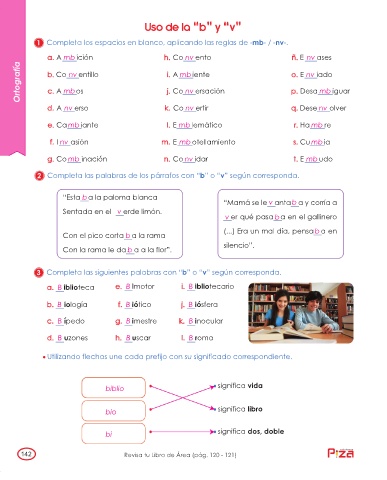 Uso de la "b" y "v"
1 Completa los espacios en blanco, aplicando las reglas de -mb- / -nv-.
a. A mb ición h. Co nv ento ñ. E nv ases
b. Co nv entillo i. A mb iente o. E nv iado
c. A mb os j. Co nv ersación p. Desa mb iguar
d. A nv erso k. Co nv ertir q. Dese nv olver
e. Ca mb iante l. E mb lemático r. Ha mb re
f. I nv asión m. E mb otellamiento s. Cu mb ia
g. Co mb inación n. Co nv idar t. E mb udo
2 Completa las palabras de los párrafos con "b" o "v" según corresponda.
"Esta b a la paloma blanca
Sentada en el v erde limón.
Con el pico corta b a la rama
Con la rama le da b a a la flor".
"Mamá se le v anta b a y corría a
v er qué pasa b a en el gallinero
(...) Era un mal día, pensa b a en
silencio".
3 Completa las siguientes palabras con "b" o "v" según corresponda.
a. B iblioteca e. B imotor i. B ibliotecario
b. B iología f. B iótico j. B iósfera
c. B ípedo g. B imestre k. B inocular
d. B uzones h. B uscar l. B roma
• Utilizando flechas une cada prefijo con su significado correspondiente.
biblio significa vida
bio significa libro
bi significa dos, doble
Ortografía
142 Revisa tu Libro de Área (pág. 120 - 121) Piza